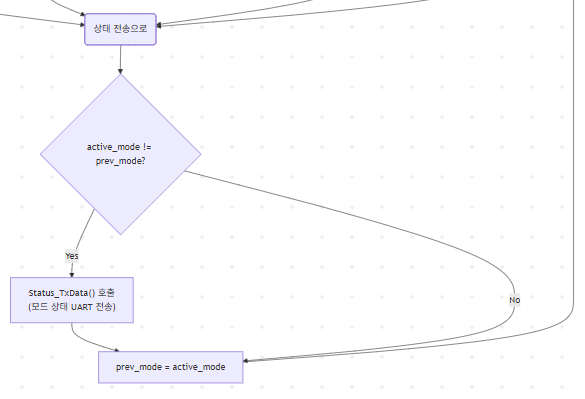 상태 전송으로
active_mode !=
prev_mode?
Yes
No
Status_TxData() 호출
(모드 상태 UART 전송)
prev_mode = active_mode